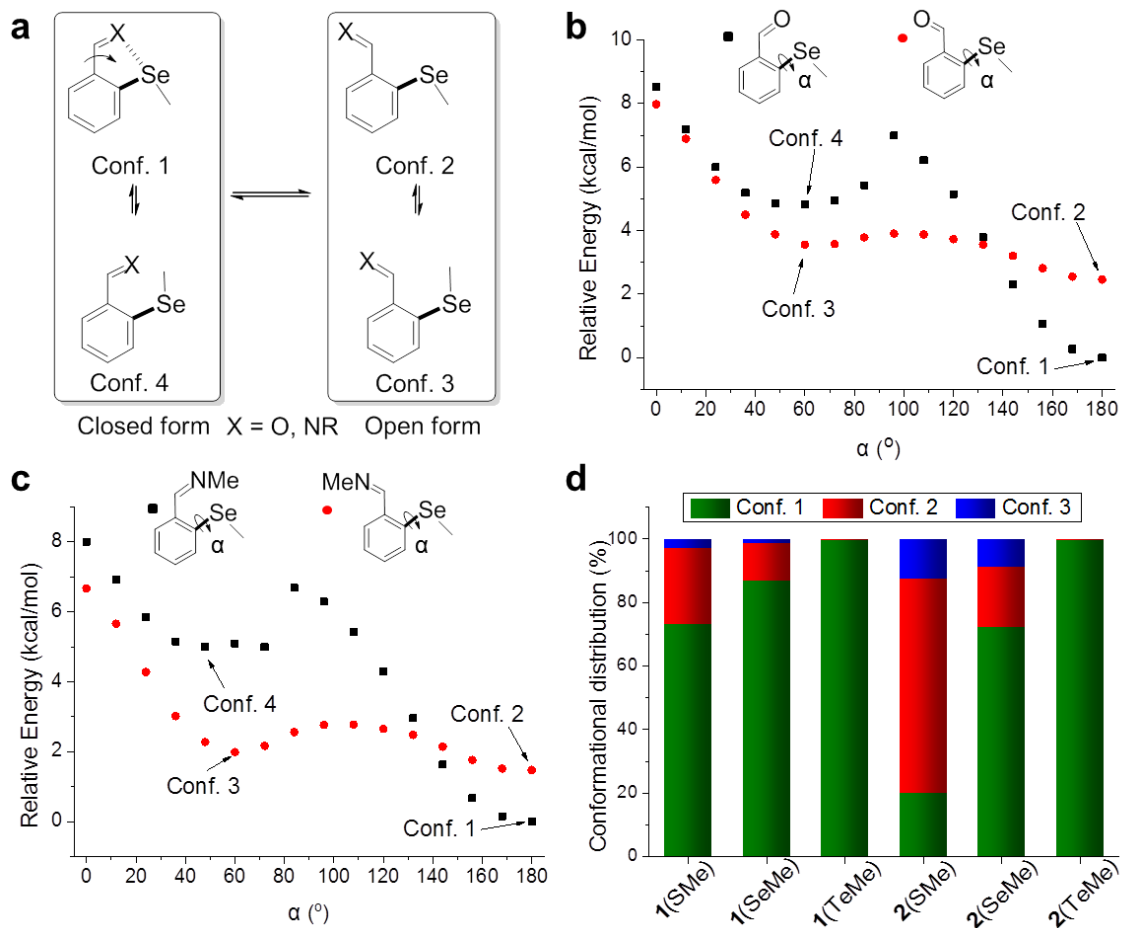 a
X
Se
Conf. 1
X
Se
Conf. 2
X
Se
Conf. 4
X
Se
Conf. 3
Closed form X = O, NR Open form
b
O
Se
α
O
Se
α
Relative Energy (kcal/mol)
10
8
6
4
2
0
Conf. 4
Conf. 3
Conf. 2
Conf. 1
0 20 40 60 80 100 120 140 160 180
α (°)
c
NMe
Se
α
MeN
Se
α
Relative Energy (kcal/mol)
8
6
4
2
0
Conf. 4
Conf. 3
Conf. 2
Conf. 1
0 20 40 60 80 100 120 140 160 180
α (°)
d
Conf. 1 Conf. 2 Conf. 3
Conformational distribution (%)
100
80
60
40
20
0
1(SMe)
1(SeMe)
1(TeMe)
2(SMe)
2(SeMe)
2(TeMe)